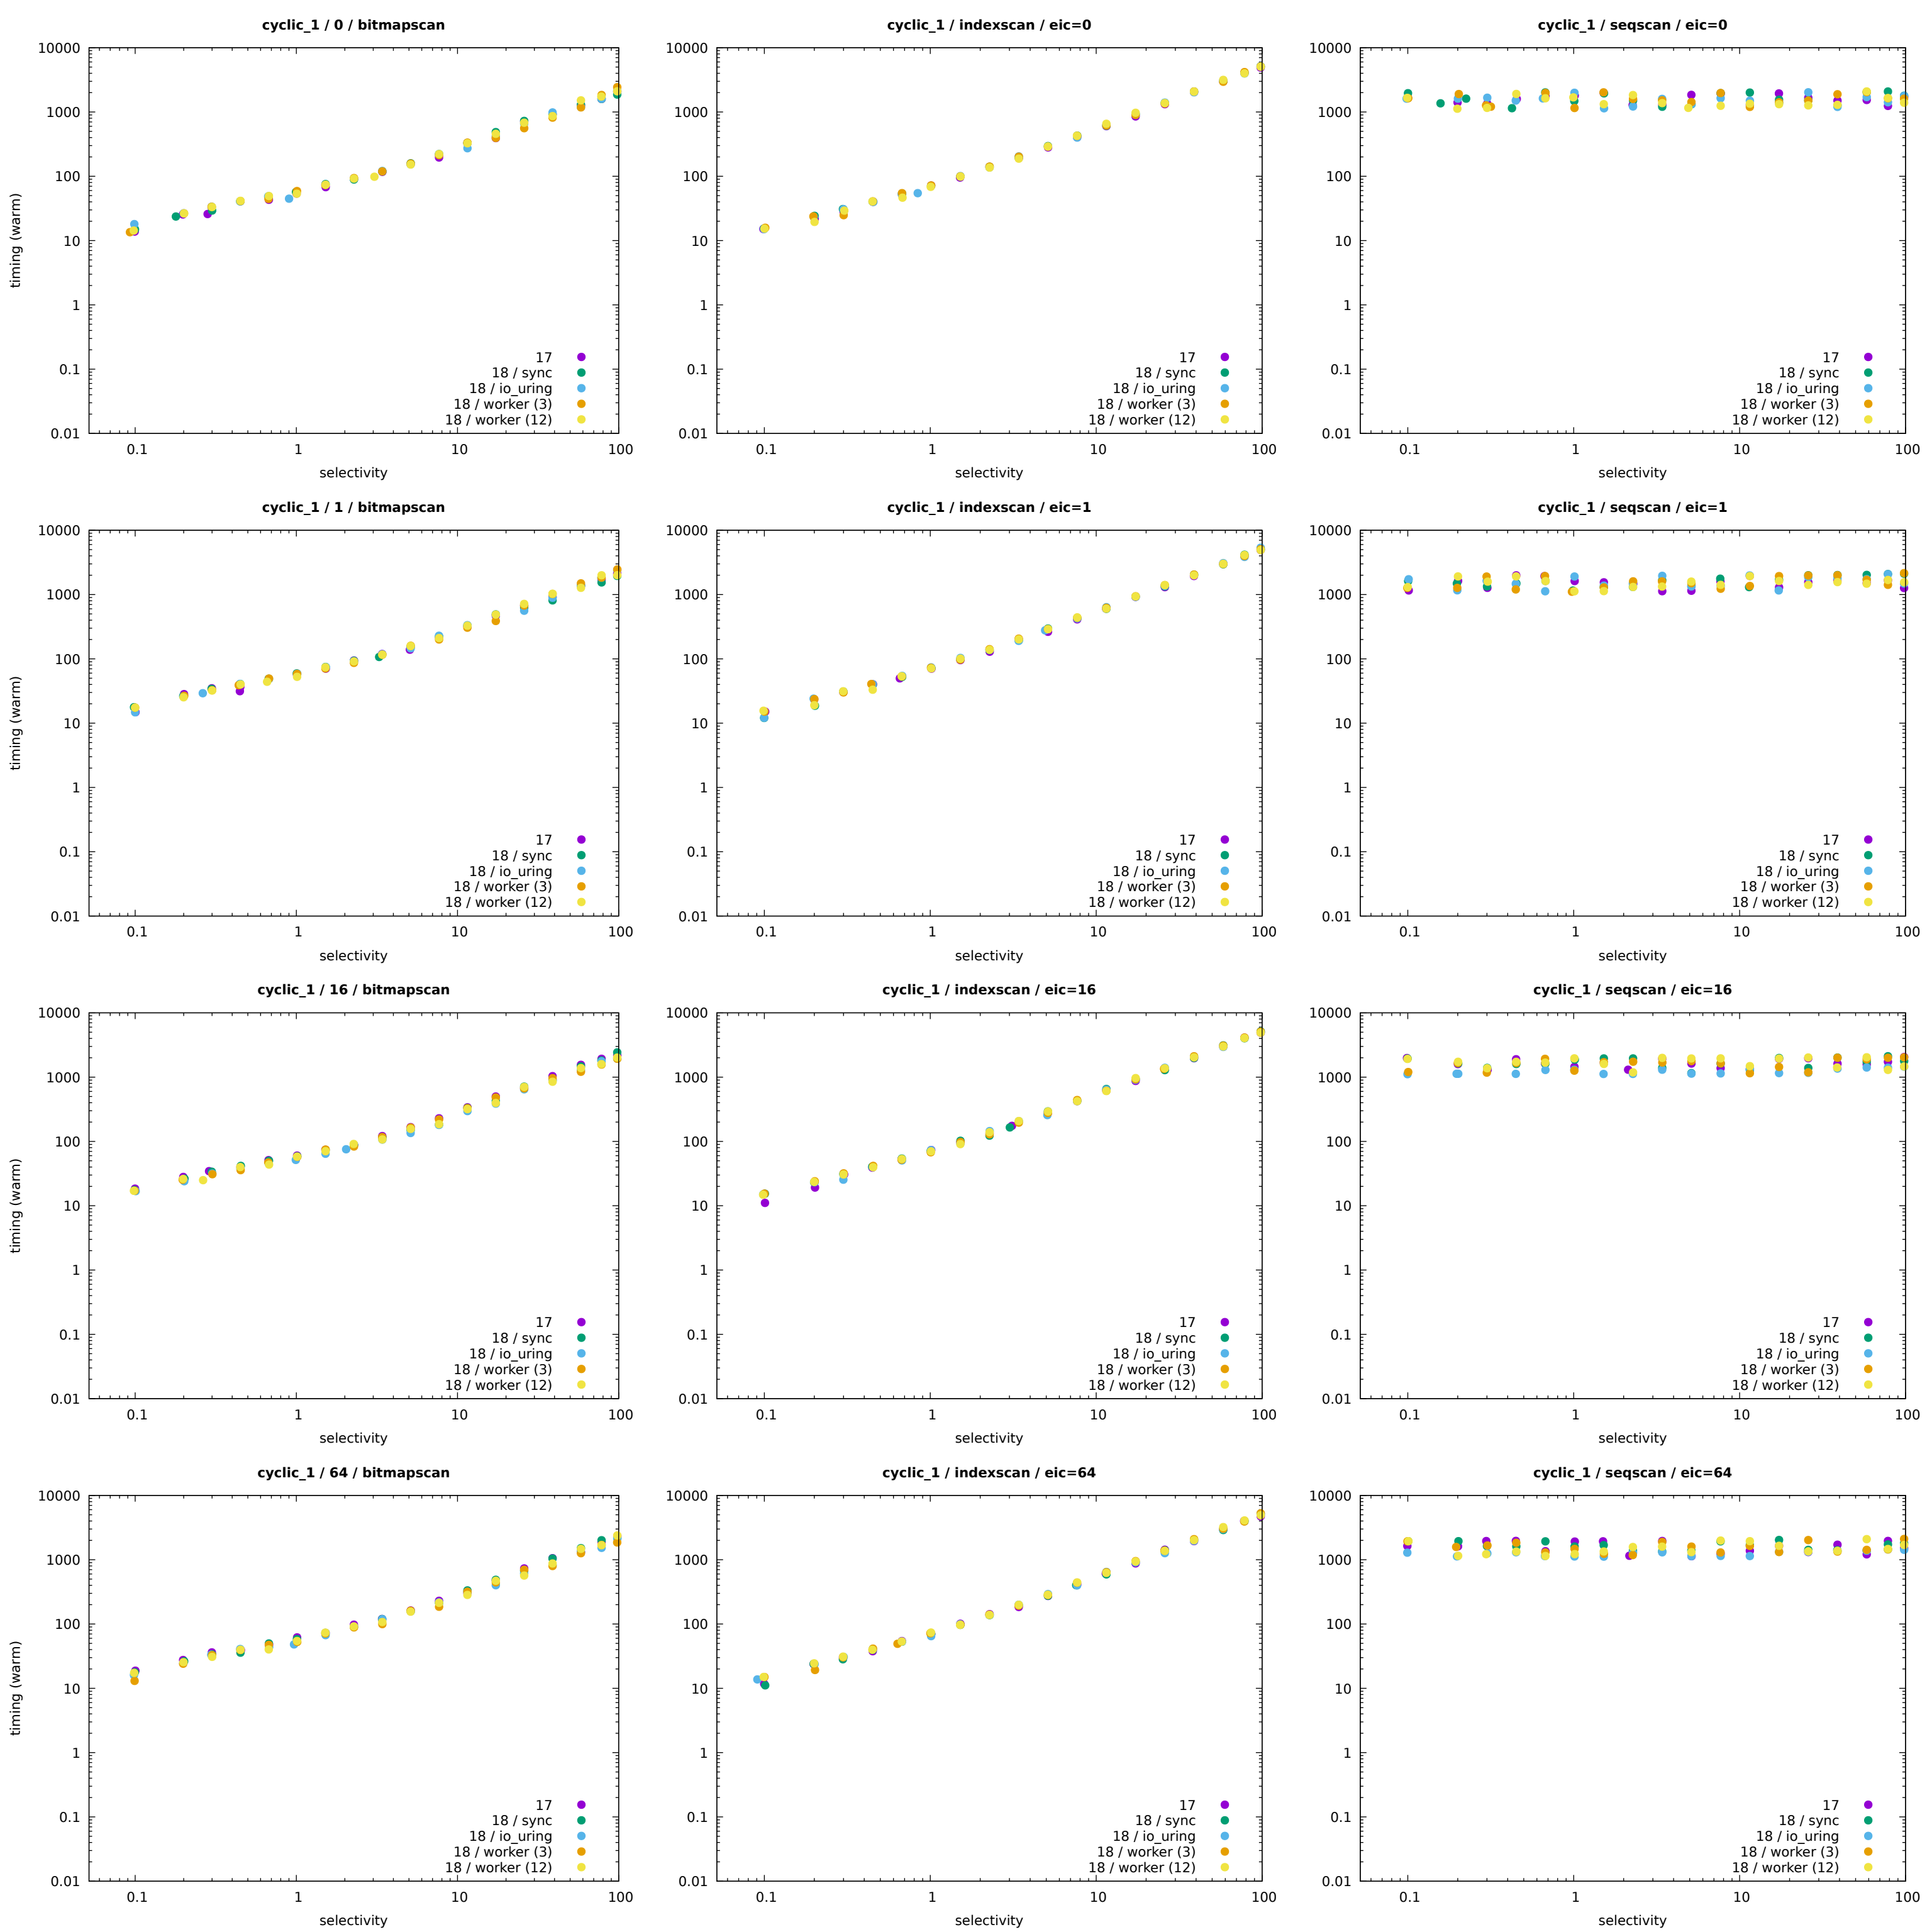 cyclic_1 / 0 / bitmapscan
10000
1000
100
10
1
0.1
0.01
timing (warm)
17
18 / sync
18 / io_uring
18 / worker (3)
18 / worker (12)
0.1 1 10 100
selectivity
cyclic_1 / indexscan / eic=0
10000
1000
100
10
1
0.1
0.01
17
18 / sync
18 / io_uring
18 / worker (3)
18 / worker (12)
0.1 1 10 100
selectivity
cyclic_1 / seqscan / eic=0
10000
1000
100
10
1
0.1
0.01
17
18 / sync
18 / io_uring
18 / worker (3)
18 / worker (12)
0.1 1 10 100
selectivity
cyclic_1 / 1 / bitmapscan
10000
1000
100
10
1
0.1
0.01
timing (warm)
17
18 / sync
18 / io_uring
18 / worker (3)
18 / worker (12)
0.1 1 10 100
selectivity
cyclic_1 / indexscan / eic=1
10000
1000
100
10
1
0.1
0.01
17
18 / sync
18 / io_uring
18 / worker (3)
18 / worker (12)
0.1 1 10 100
selectivity
cyclic_1 / seqscan / eic=1
10000
1000
100
10
1
0.1
0.01
17
18 / sync
18 / io_uring
18 / worker (3)
18 / worker (12)
0.1 1 10 100
selectivity
cyclic_1 / 16 / bitmapscan
10000
1000
100
10
1
0.1
0.01
timing (warm)
17
18 / sync
18 / io_uring
18 / worker (3)
18 / worker (12)
0.1 1 10 100
selectivity
cyclic_1 / indexscan / eic=16
10000
1000
100
10
1
0.1
0.01
17
18 / sync
18 / io_uring
18 / worker (3)
18 / worker (12)
0.1 1 10 100
selectivity
cyclic_1 / seqscan / eic=16
10000
1000
100
10
1
0.1
0.01
17
18 / sync
18 / io_uring
18 / worker (3)
18 / worker (12)
0.1 1 10 100
selectivity
cyclic_1 / 64 / bitmapscan
10000
1000
100
10
1
0.1
0.01
timing (warm)
17
18 / sync
18 / io_uring
18 / worker (3)
18 / worker (12)
0.1 1 10 100
selectivity
cyclic_1 / indexscan / eic=64
10000
1000
100
10
1
0.1
0.01
17
18 / sync
18 / io_uring
18 / worker (3)
18 / worker (12)
0.1 1 10 100
selectivity
cyclic_1 / seqscan / eic=64
10000
1000
100
10
1
0.1
0.01
17
18 / sync
18 / io_uring
18 / worker (3)
18 / worker (12)
0.1 1 10 100
selectivity